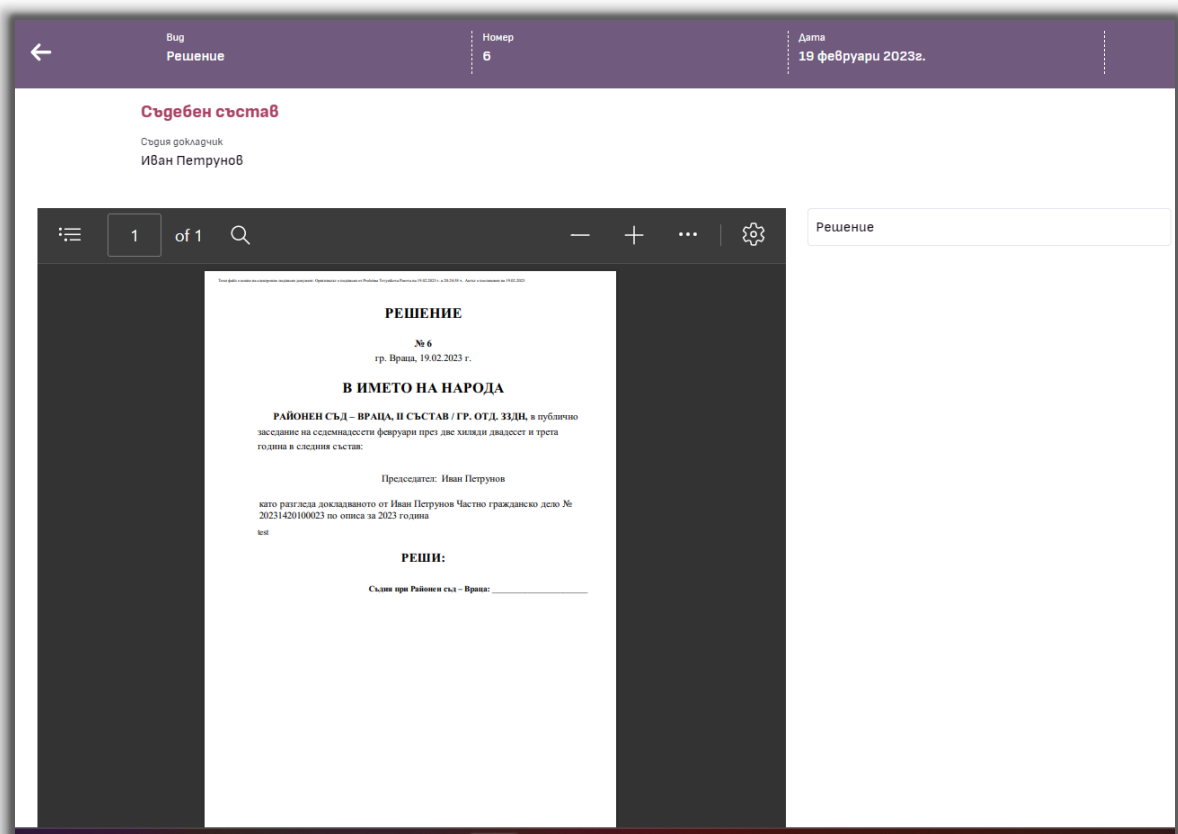 Вид
Номер
Дата
Решение
6
19 февруари 2023г.
Съдебен състав
Съдия докладчик
Иван Петрунов
1 of 1
Решение
РЕШЕНИЕ
№ 6
гр. Враца, 19.02.2023 г.
В ИМЕТО НА НАРОДА
РАЙОНЕН СЪД – ВРАЦА, II СЪСТАВ / ГР. ОТД. ЗЗДН, в публично
заседание на седемнадесети февруари през две хиляди двадесет и трета
година в следния състав:
Председател: Иван Петрунов
като разгледа докладваното от Иван Петрунов Частно гражданско дело №
20231420100023 по описа за 2023 година
test
РЕШИ:
Съдия при Районен съд – Враца: _______________________